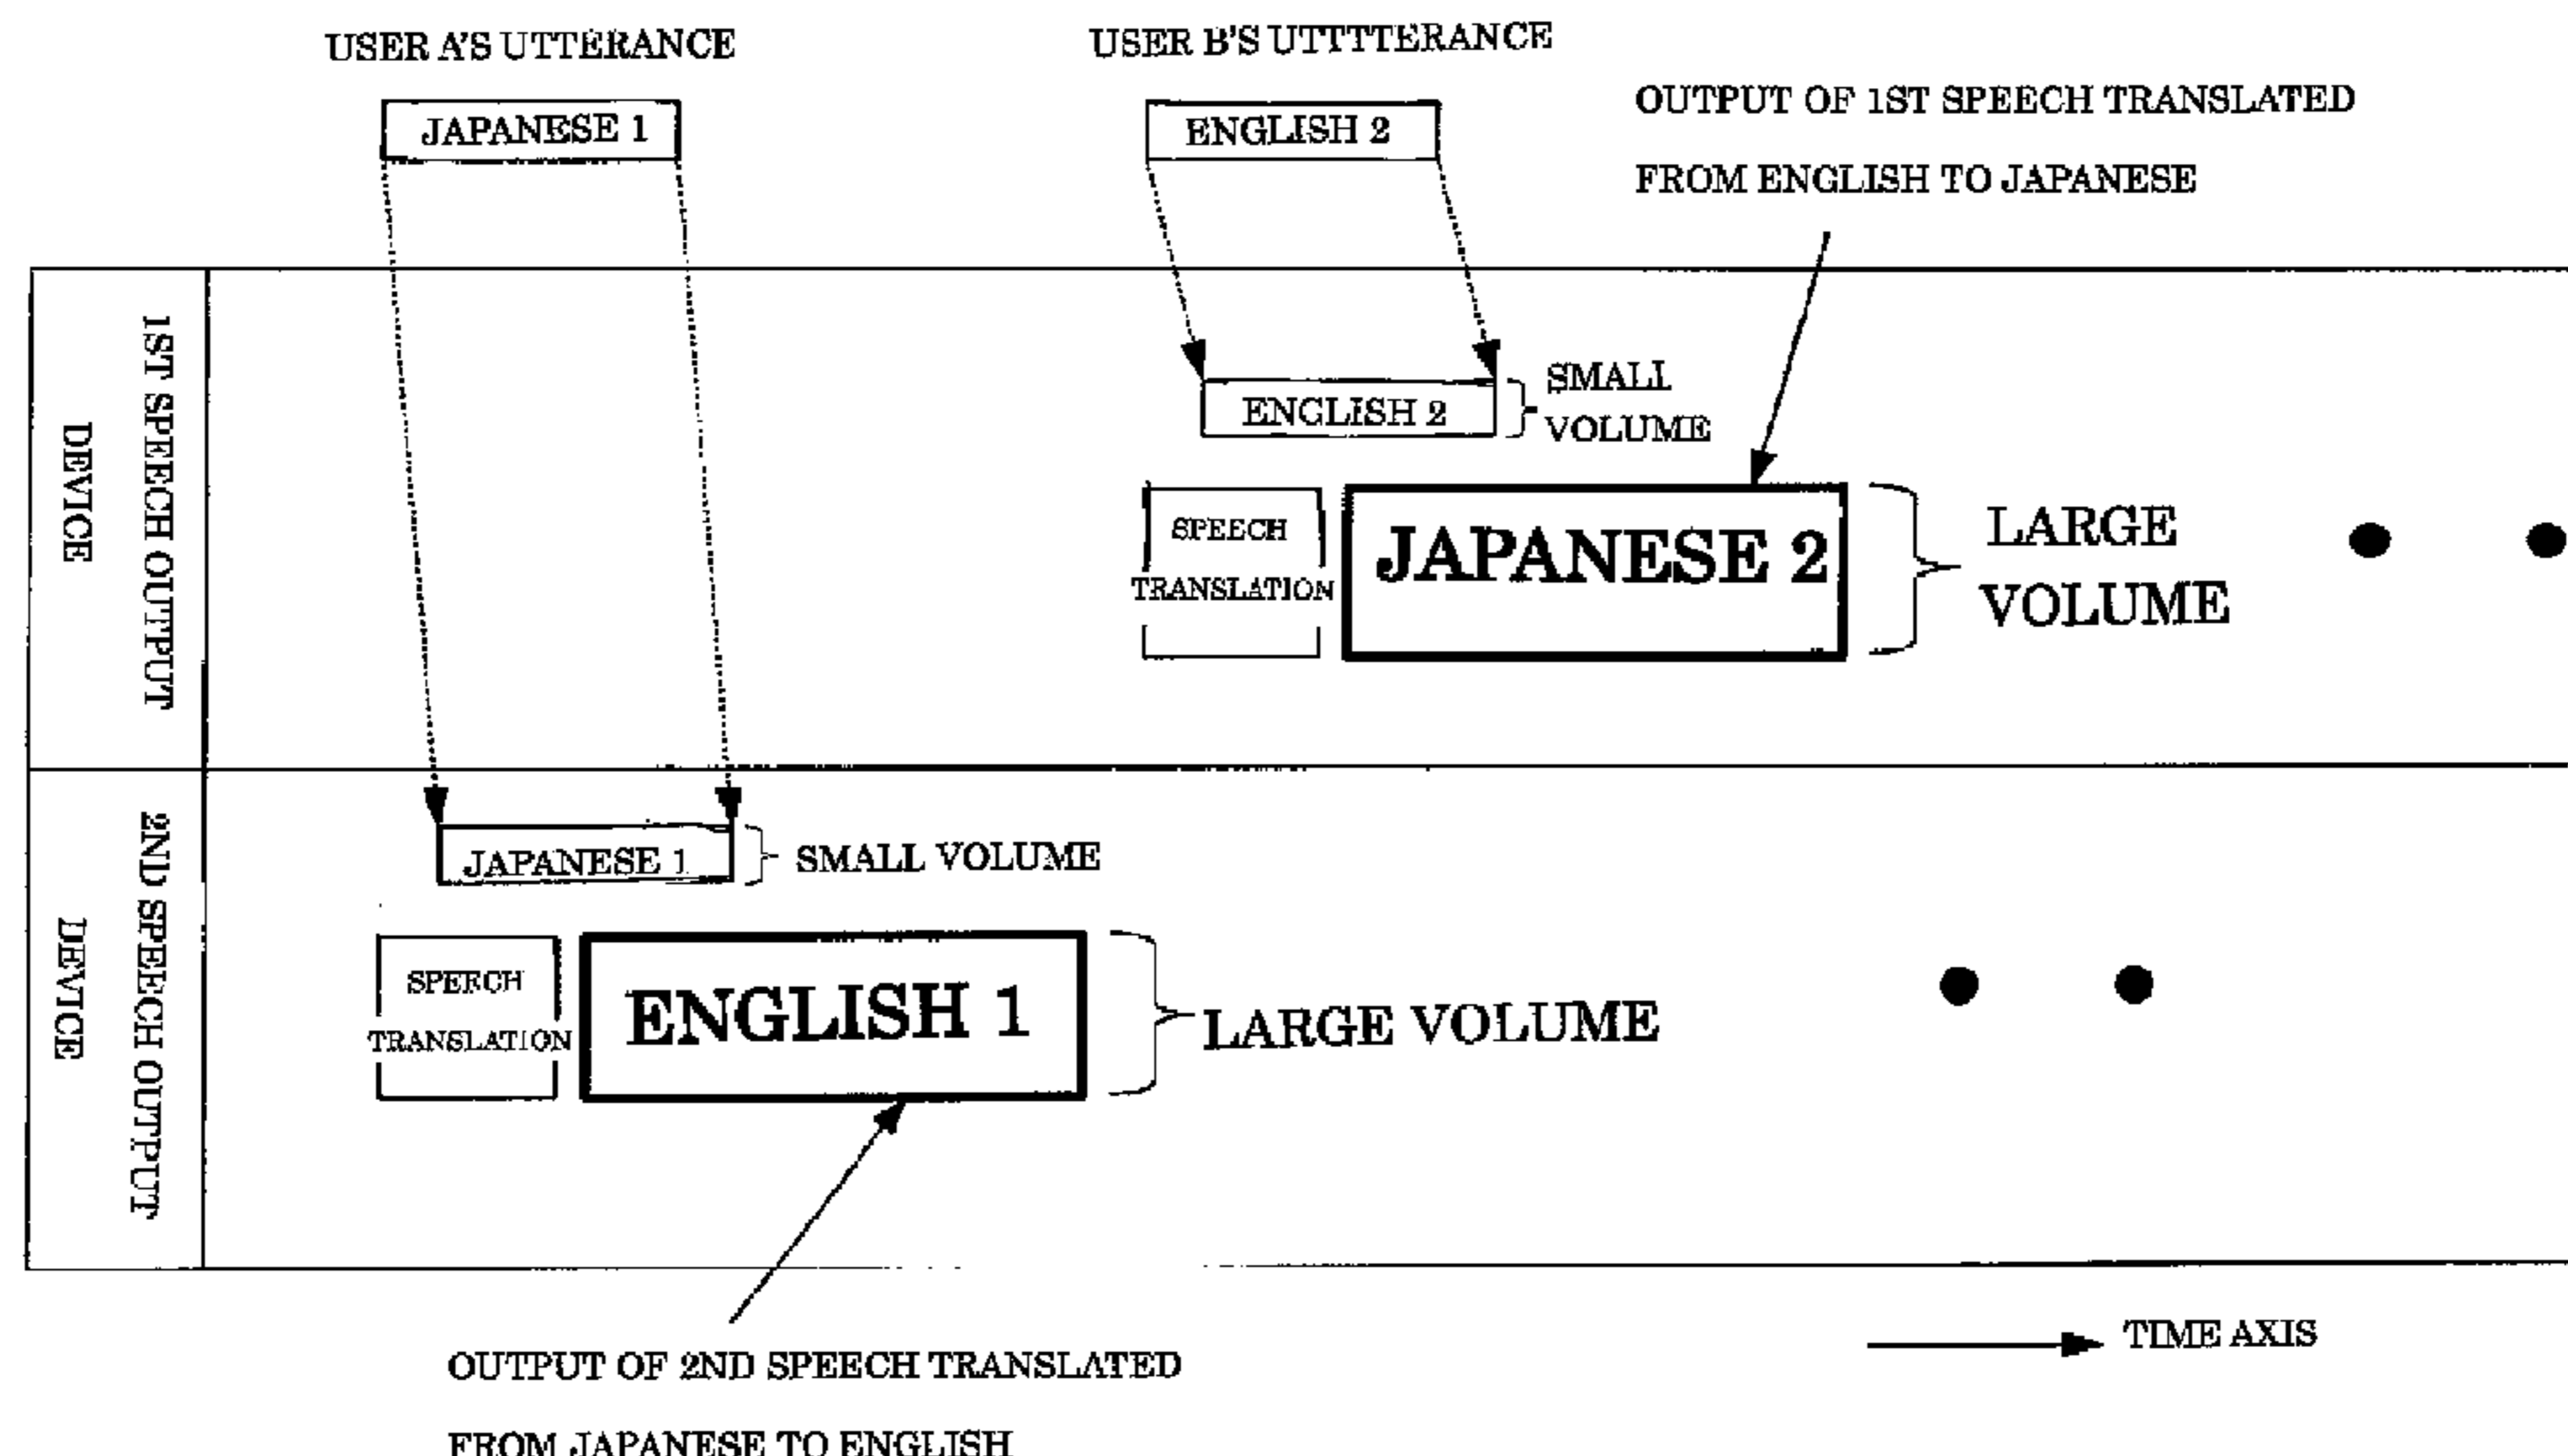 USER A'S UTTERANCE
USER B'S UTTTTERANCE
JAPANESE 1
ENGLISH 2
OUTPUT OF 1ST SPEECH TRANSLATED
FROM ENGLISH TO JAPANESE
1ST SPEECH OUTPUT
DEVICE
ENGLISH 2
SMALL
VOLUME
SPEECH
TRANSLATION
JAPANESE 2
LARGE
VOLUME
2ND SPEECH OUTPUT
DEVICE
JAPANESE 1
SMALL VOLUME
SPEECH
TRANSLATION
ENGLISH 1
LARGE VOLUME
TIME AXIS
OUTPUT OF 2ND SPEECH TRANSLATED
FROM JAPANESE TO ENGLISH